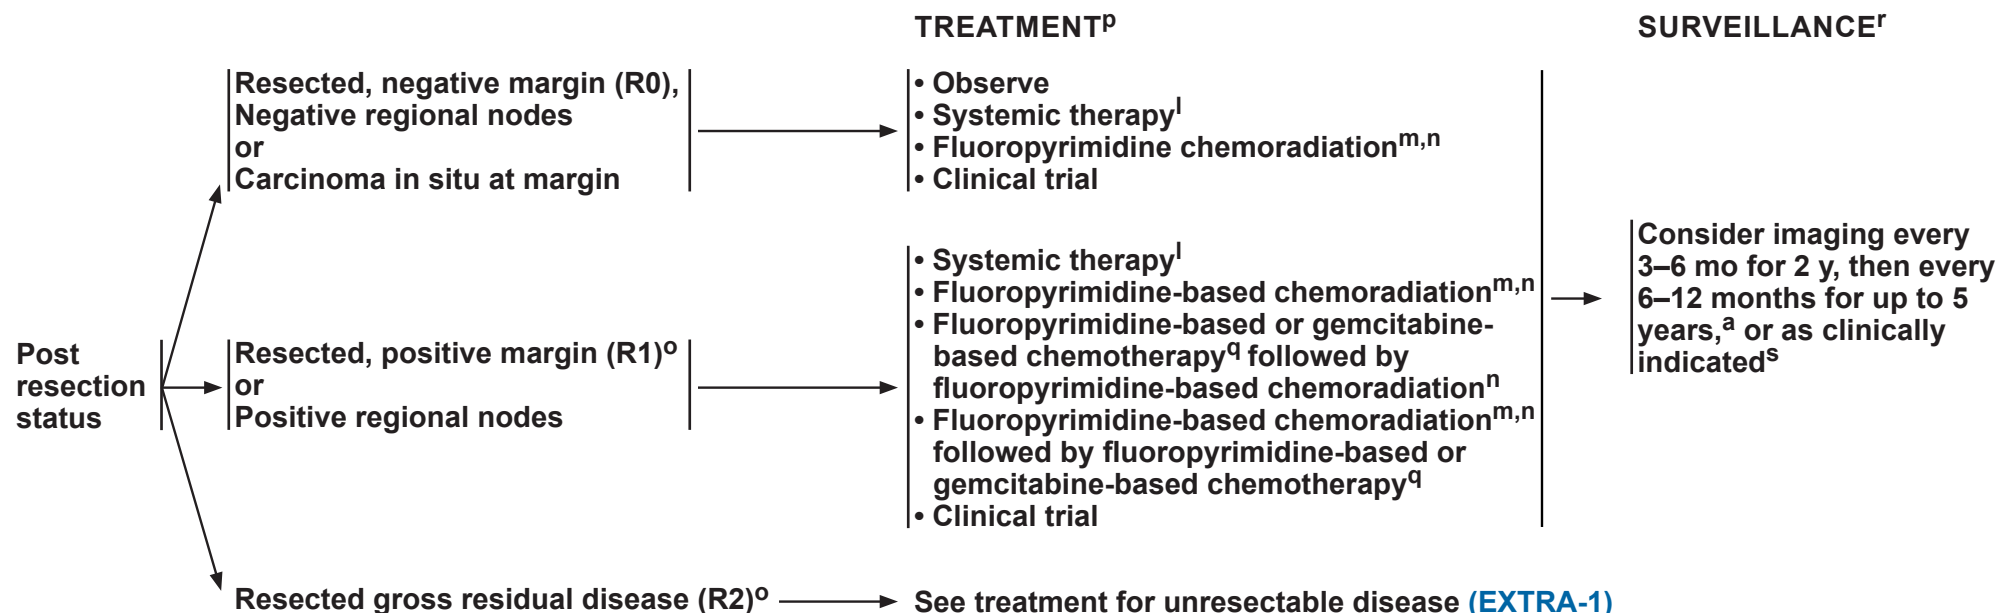 TREATMENTᵖ
SURVEILLANCEʳ
Post
resection
status
Resected, negative margin (R0),
Negative regional nodes
or
Carcinoma in situ at margin
• Observe
• Systemic therapyˡ
• Fluoropyrimidine chemoradiationᵐ,ⁿ
• Clinical trial
Resected, positive margin (R1)ᵒ
or
Positive regional nodes
• Systemic therapyˡ
• Fluoropyrimidine-based chemoradiationᵐ,ⁿ
• Fluoropyrimidine-based or gemcitabine-
based chemotherapy^q followed by
fluoropyrimidine-based chemoradiationⁿ
• Fluoropyrimidine-based chemoradiationᵐ,ⁿ
followed by fluoropyrimidine-based or
gemcitabine-based chemotherapy^q
• Clinical trial
Resected gross residual disease (R2)ᵒ
See treatment for unresectable disease (EXTRA-1)
Consider imaging every
3–6 mo for 2 y, then every
6–12 months for up to 5
years,ᵃ or as clinically
indicatedˢ